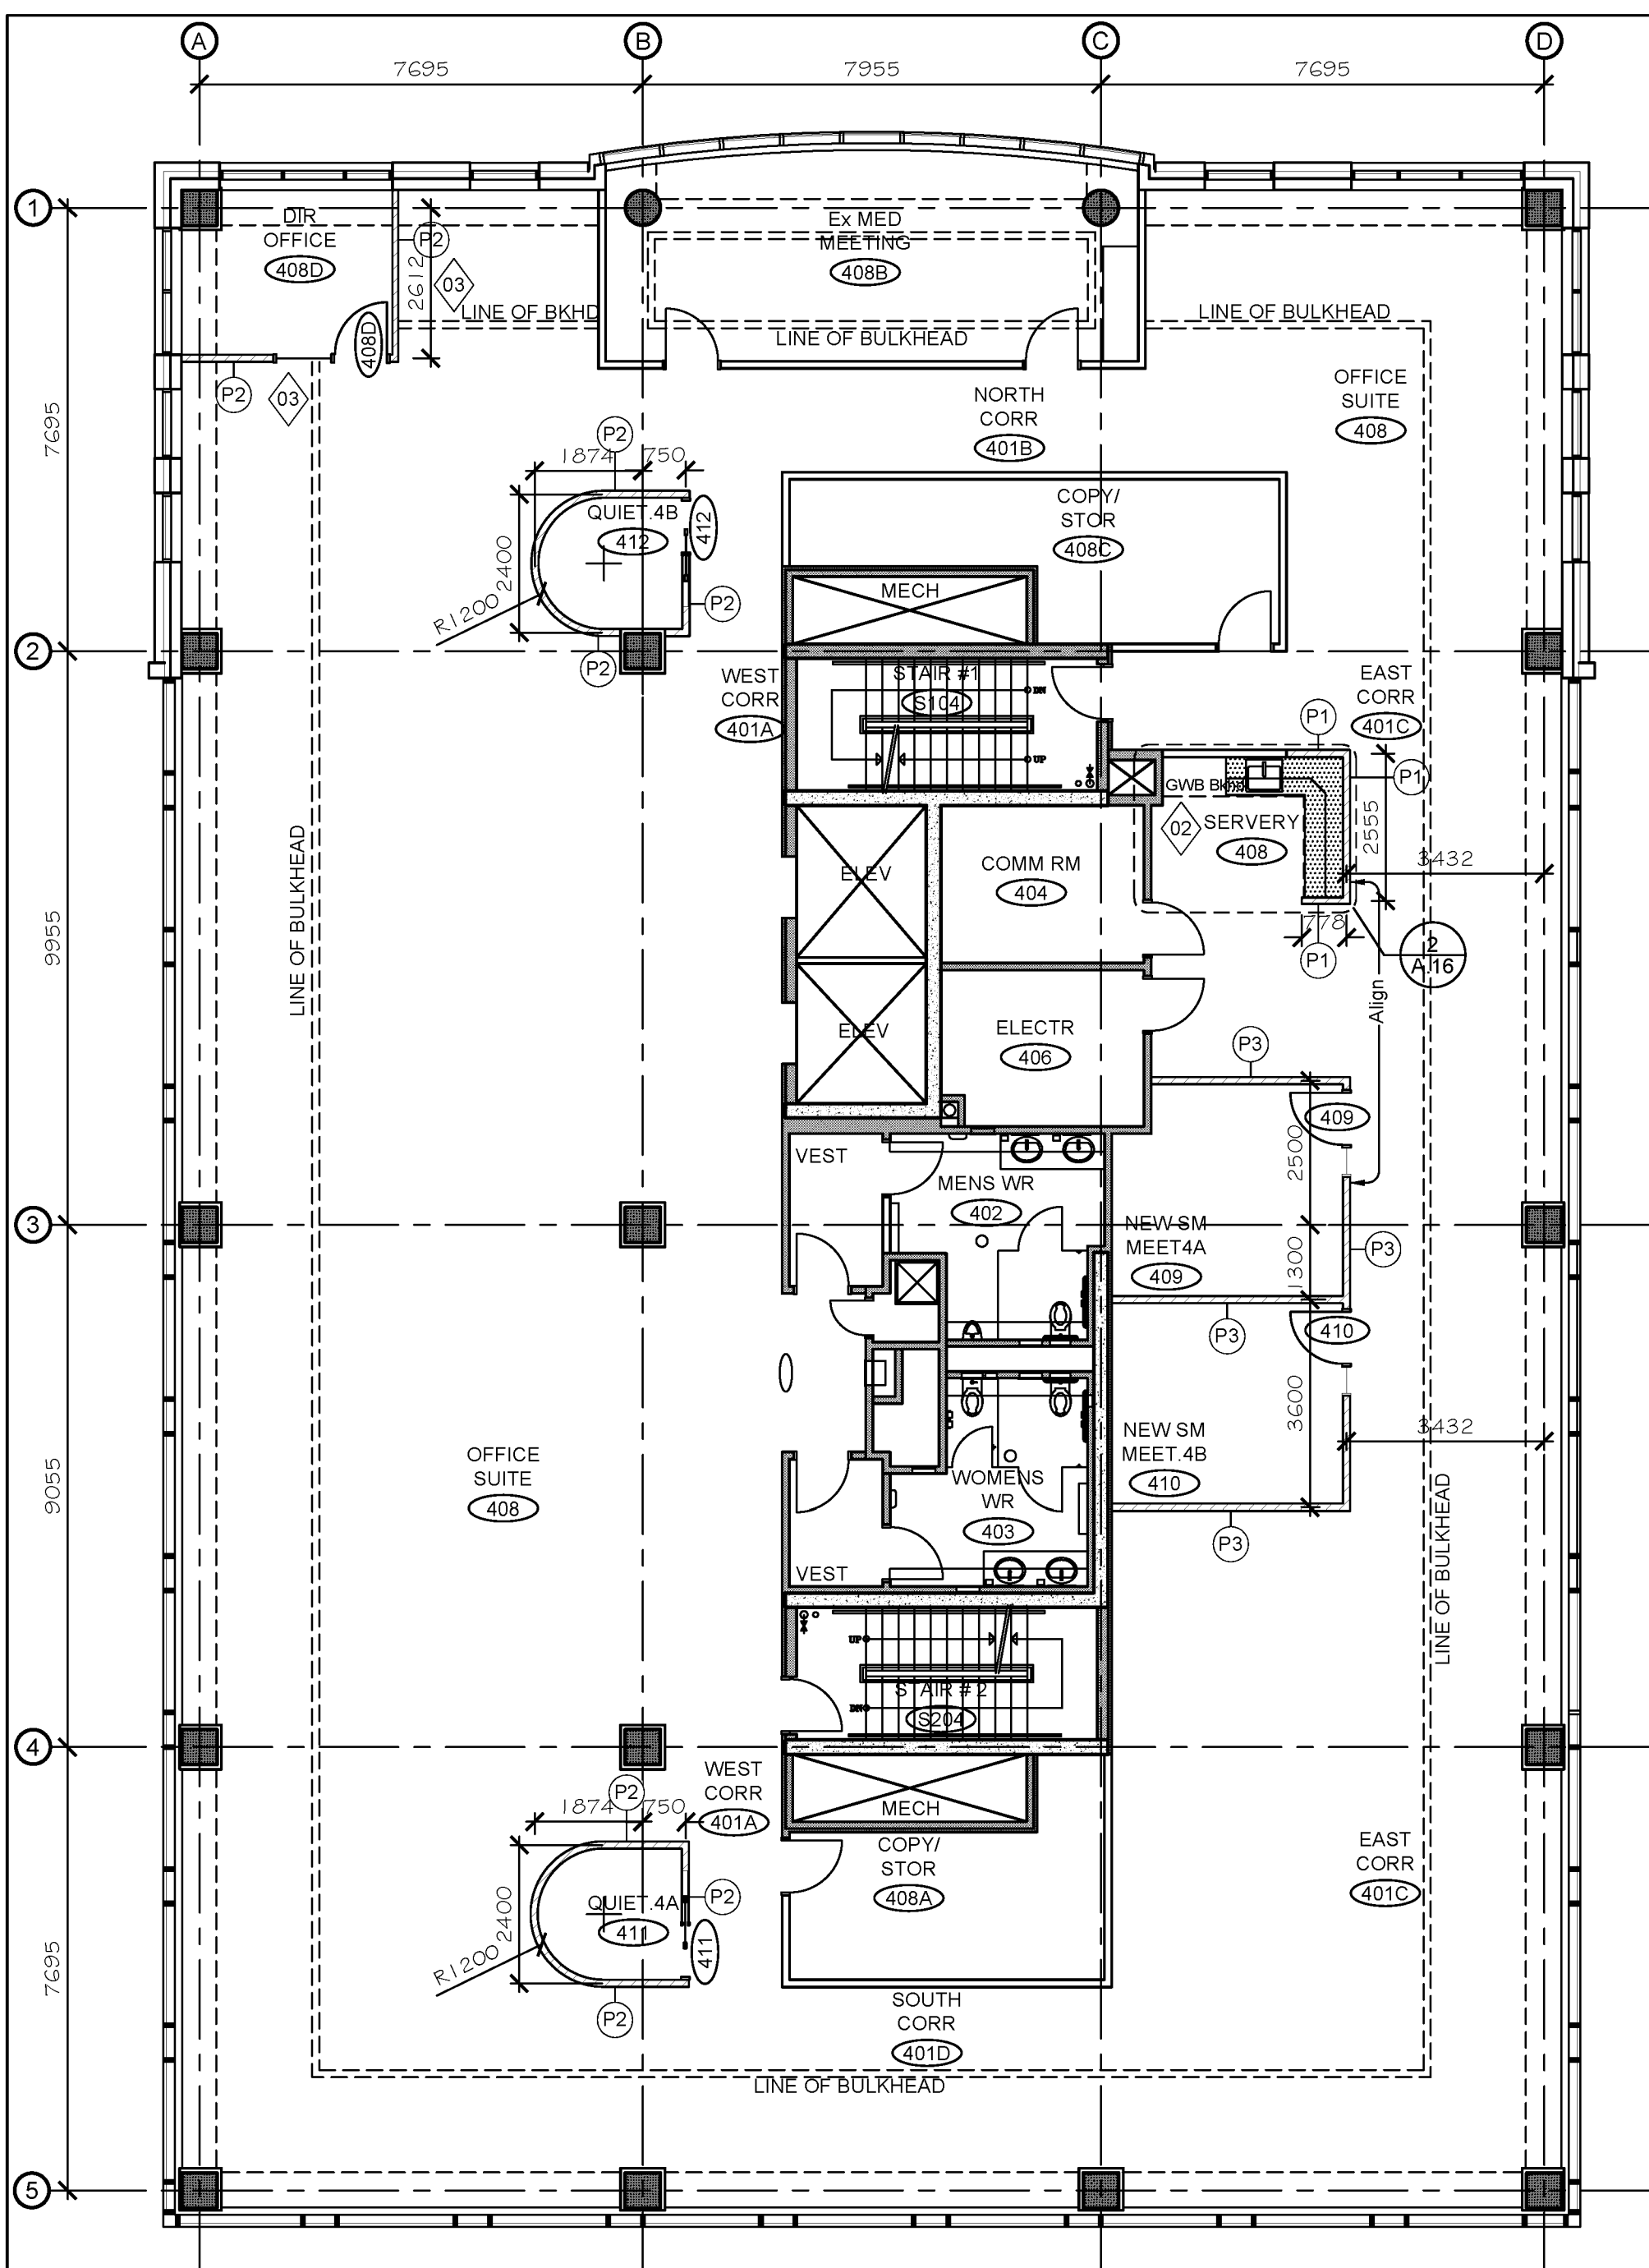 A
B
C
D
7695
7955
7695
1
DIR
OFFICE
408D
P2
2612
03
Ex MED
MEETING
408B
LINE OF BKHD
LINE OF BULKHEAD
LINE OF BULKHEAD
408D
P2
03
7695
NORTH
CORR
401B
OFFICE
SUITE
408
P2
1874
750
QUIET.4B
412
412
2400
R1200
P2
P2
COPY/
STOR
408C
MECH
2
WEST
CORR
401A
STAIR #1
S104
DN
UP
EAST
CORR
401C
P1
P1
GWB Bkhd
02
SERVERY
408
2555
3432
778
P1
2
A.16
Align
LINE OF BULKHEAD
9955
ELEV
COMM RM
404
ELEV
ELECTR
406
P3
409
2500
VEST
MENS WR
402
3
NEW SM
MEET4A
409
1300
P3
P3
410
3600
NEW SM
MEET.4B
410
3432
P3
OFFICE
SUITE
408
9055
WOMENS
WR
403
VEST
LINE OF BULKHEAD
UP
STAIR # 2
DN
S204
4
WEST
CORR
401A
P2
1874
750
MECH
COPY/
STOR
408A
EAST
CORR
401C
QUIET.4A
411
411
P2
2400
R1200
P2
7695
SOUTH
CORR
401D
LINE OF BULKHEAD
5